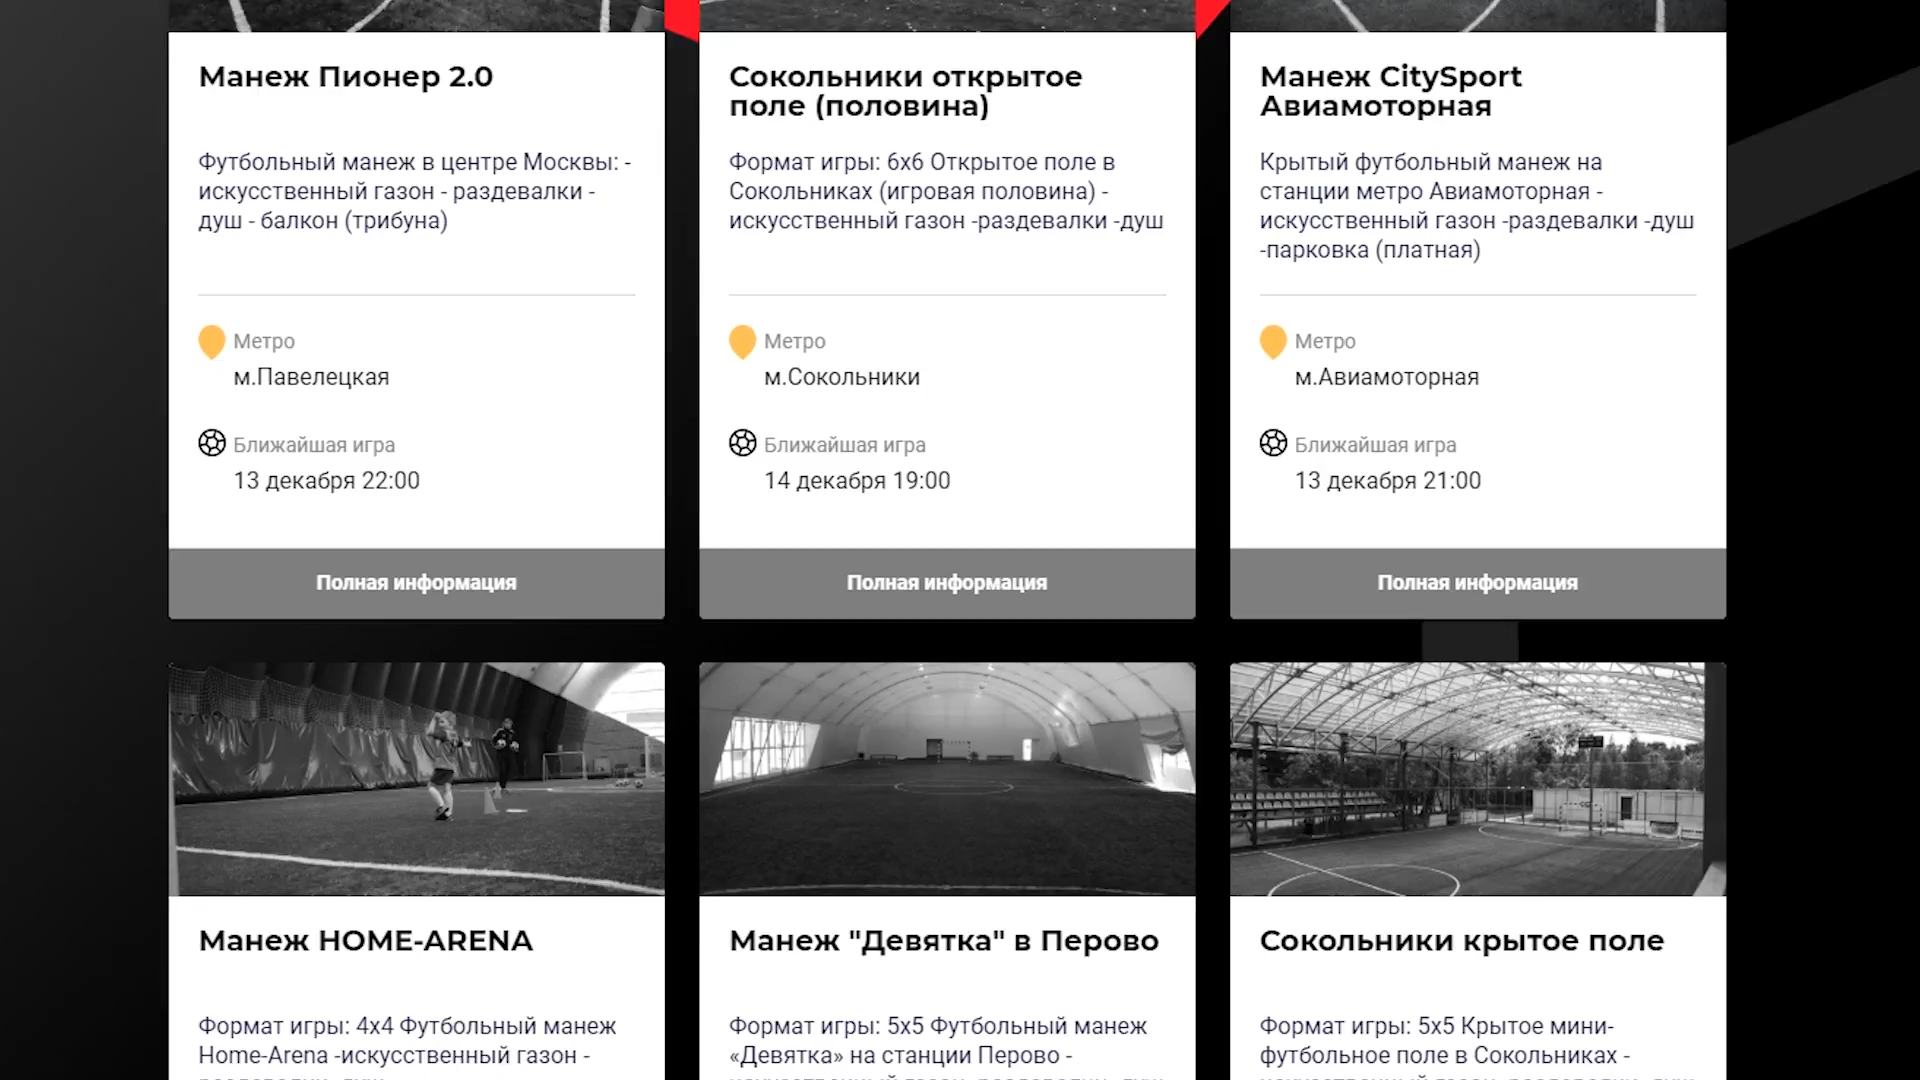 Манеж Пионер 2.0
Футбольный манеж в центре Москвы: -
искусственный газон - раздевалки -
душ - балкон (трибуна)
Метро
м.Павелецкая
Ближайшая игра
13 декабря 22:00
Полная информация
Сокольники открытое
поле (половина)
Формат игры: 6х6 Открытое поле в
Сокольниках (игровая половина) -
искусственный газон -раздевалки -душ
Метро
м.Сокольники
Ближайшая игра
14 декабря 19:00
Полная информация
Манеж CitySport
Авиамоторная
Крытый футбольный манеж на
станции метро Авиамоторная -
искусственный газон -раздевалки -душ
-парковка (платная)
Метро
м.Авиамоторная
Ближайшая игра
13 декабря 21:00
Полная информация
Манеж HOME-ARENA
Формат игры: 4х4 Футбольный манеж
Home-Arena -искусственный газон -
Манеж "Девятка" в Перово
Формат игры: 5х5 Футбольный манеж
«Девятка» на станции Перово -
Сокольники крытое поле
Формат игры: 5х5 Крытое мини-
футбольное поле в Сокольниках -